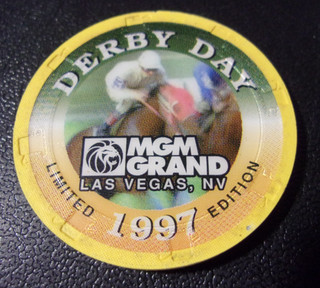 DERBY DAY
MGM
GRAND
LAS VEGAS, NV
LIMITED EDITION
1997